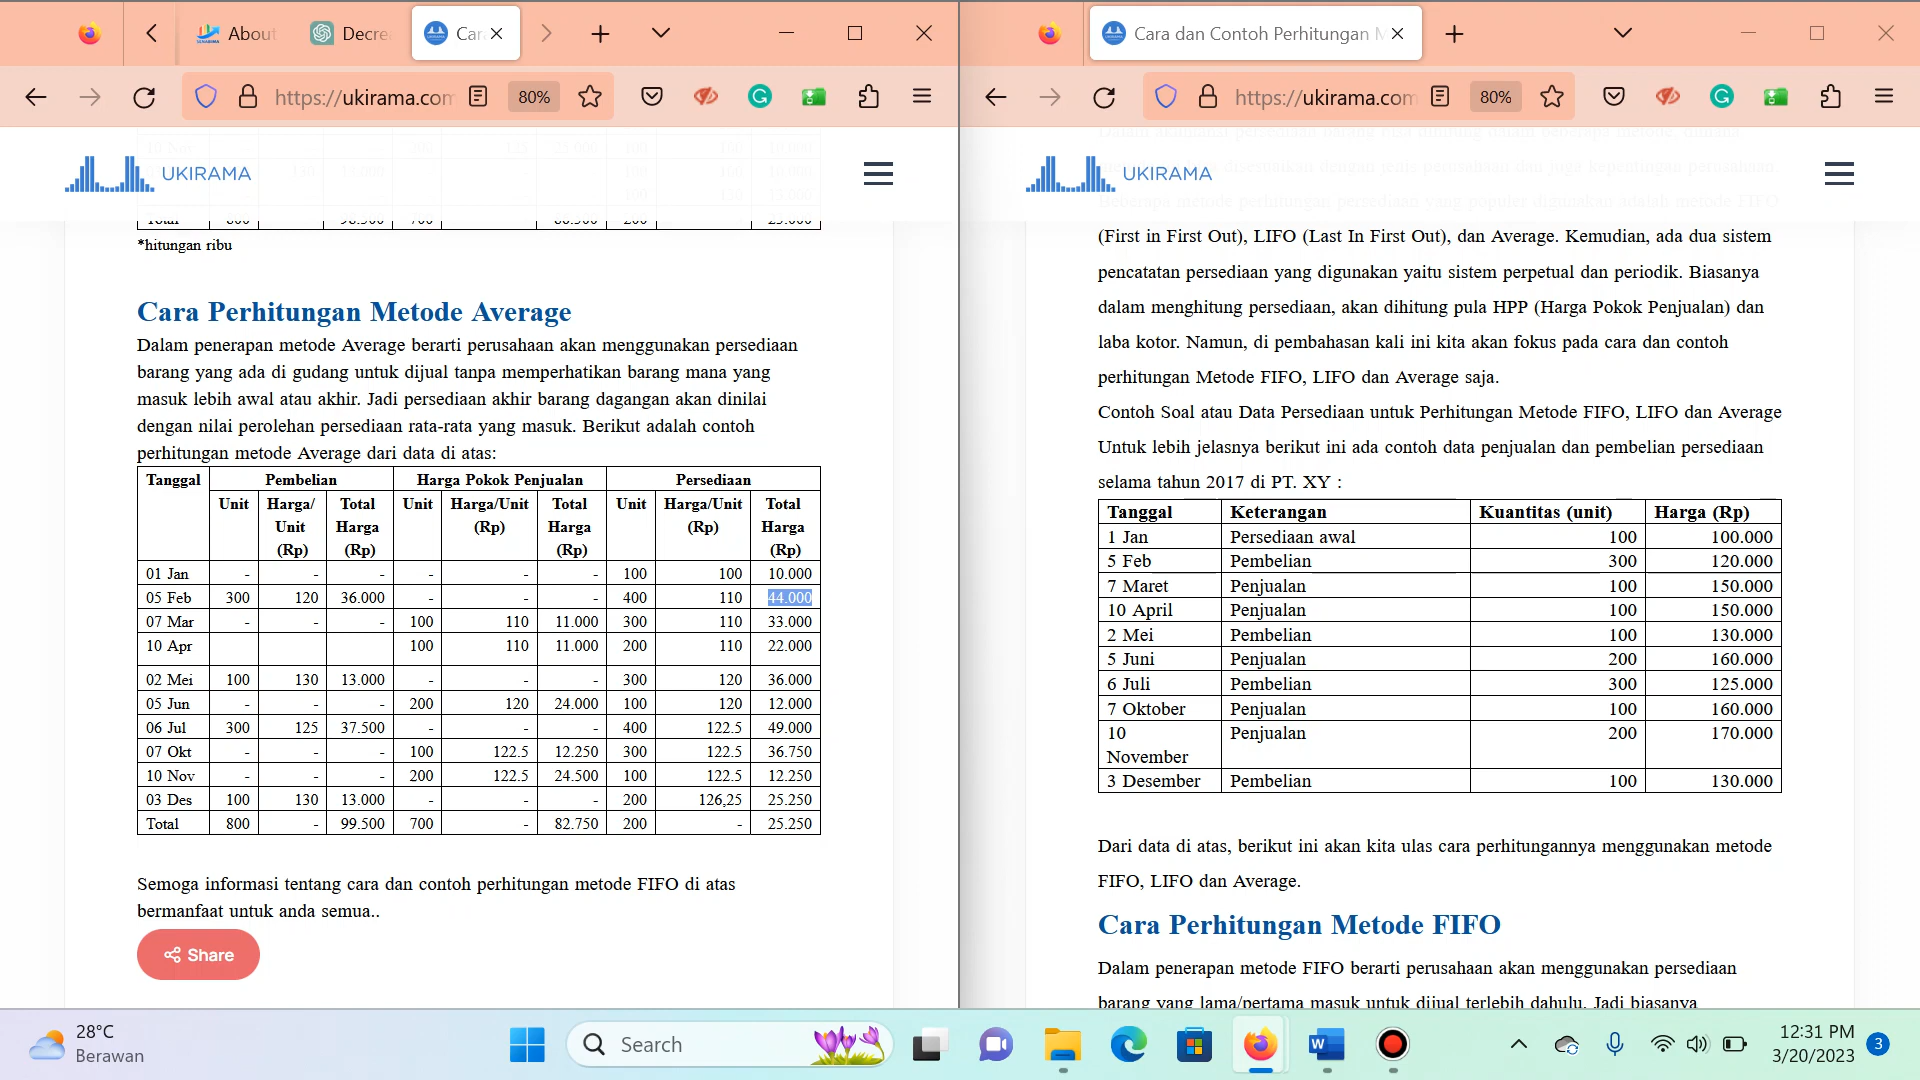 About
Decre
Car
Cara dan Contoh Perhitungan M
https://ukirama.com
80%
https://ukirama.com
80%
UKIRAMA
*hitungan ribu
Cara Perhitungan Metode Average
Dalam penerapan metode Average berarti perusahaan akan menggunakan persediaan
barang yang ada di gudang untuk dijual tanpa memperhatikan barang mana yang
masuk lebih awal atau akhir. Jadi persediaan akhir barang dagangan akan dinilai
dengan nilai perolehan persediaan rata-rata yang masuk. Berikut adalah contoh
perhitungan metode Average dari data di atas:
Tanggal Pembelian Harga Pokok Penjualan Persediaan
Unit Harga/ Unit (Rp) Total Harga (Rp) Unit Harga/Unit (Rp) Total Harga (Rp) Unit Harga/Unit (Rp) Total Harga (Rp)
01 Jan - - - - - - 100 100 10.000
05 Feb 300 120 36.000 - - - 400 110 44.000
07 Mar - - - 100 110 11.000 300 110 33.000
10 Apr 100 110 11.000 200 110 22.000
02 Mei 100 130 13.000 - - - 300 120 36.000
05 Jun - - - 200 120 24.000 100 120 12.000
06 Jul 300 125 37.500 - - - 400 122.5 49.000
07 Okt - - - 100 122.5 12.250 300 122.5 36.750
10 Nov - - - 200 122.5 24.500 100 122.5 12.250
03 Des 100 130 13.000 - - - 200 126,25 25.250
Total 800 - 99.500 700 - 82.750 200 - 25.250
Semoga informasi tentang cara dan contoh perhitungan metode FIFO di atas
bermanfaat untuk anda semua..
Share
UKIRAMA
(First in First Out), LIFO (Last In First Out), dan Average. Kemudian, ada dua sistem
pencatatan persediaan yang digunakan yaitu sistem perpetual dan periodik. Biasanya
dalam menghitung persediaan, akan dihitung pula HPP (Harga Pokok Penjualan) dan
laba kotor. Namun, di pembahasan kali ini kita akan fokus pada cara dan contoh
perhitungan Metode FIFO, LIFO dan Average saja.
Contoh Soal atau Data Persediaan untuk Perhitungan Metode FIFO, LIFO dan Average
Untuk lebih jelasnya berikut ini ada contoh data penjualan dan pembelian persediaan
selama tahun 2017 di PT. XY :
Tanggal Keterangan Kuantitas (unit) Harga (Rp)
1 Jan Persediaan awal 100 100.000
5 Feb Pembelian 300 120.000
7 Maret Penjualan 100 150.000
10 April Penjualan 100 150.000
2 Mei Pembelian 100 130.000
5 Juni Penjualan 200 160.000
6 Juli Pembelian 300 125.000
7 Oktober Penjualan 100 160.000
10 November Penjualan 200 170.000
3 Desember Pembelian 100 130.000
Dari data di atas, berikut ini akan kita ulas cara perhitungannya menggunakan metode
FIFO, LIFO dan Average.
Cara Perhitungan Metode FIFO
Dalam penerapan metode FIFO berarti perusahaan akan menggunakan persediaan
barang yang lama/pertama masuk untuk dijual terlebih dahulu. Jadi biasanya
28°C
Berawan
Search
12:31 PM
3/20/2023
3